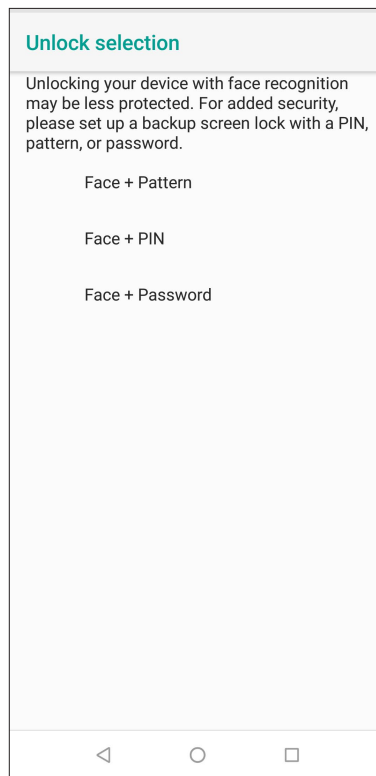 Unlock selection
Unlocking your device with face recognition
may be less protected. For added security,
please set up a backup screen lock with a PIN,
pattern, or password.
Face + Pattern
Face + PIN
Face + Password